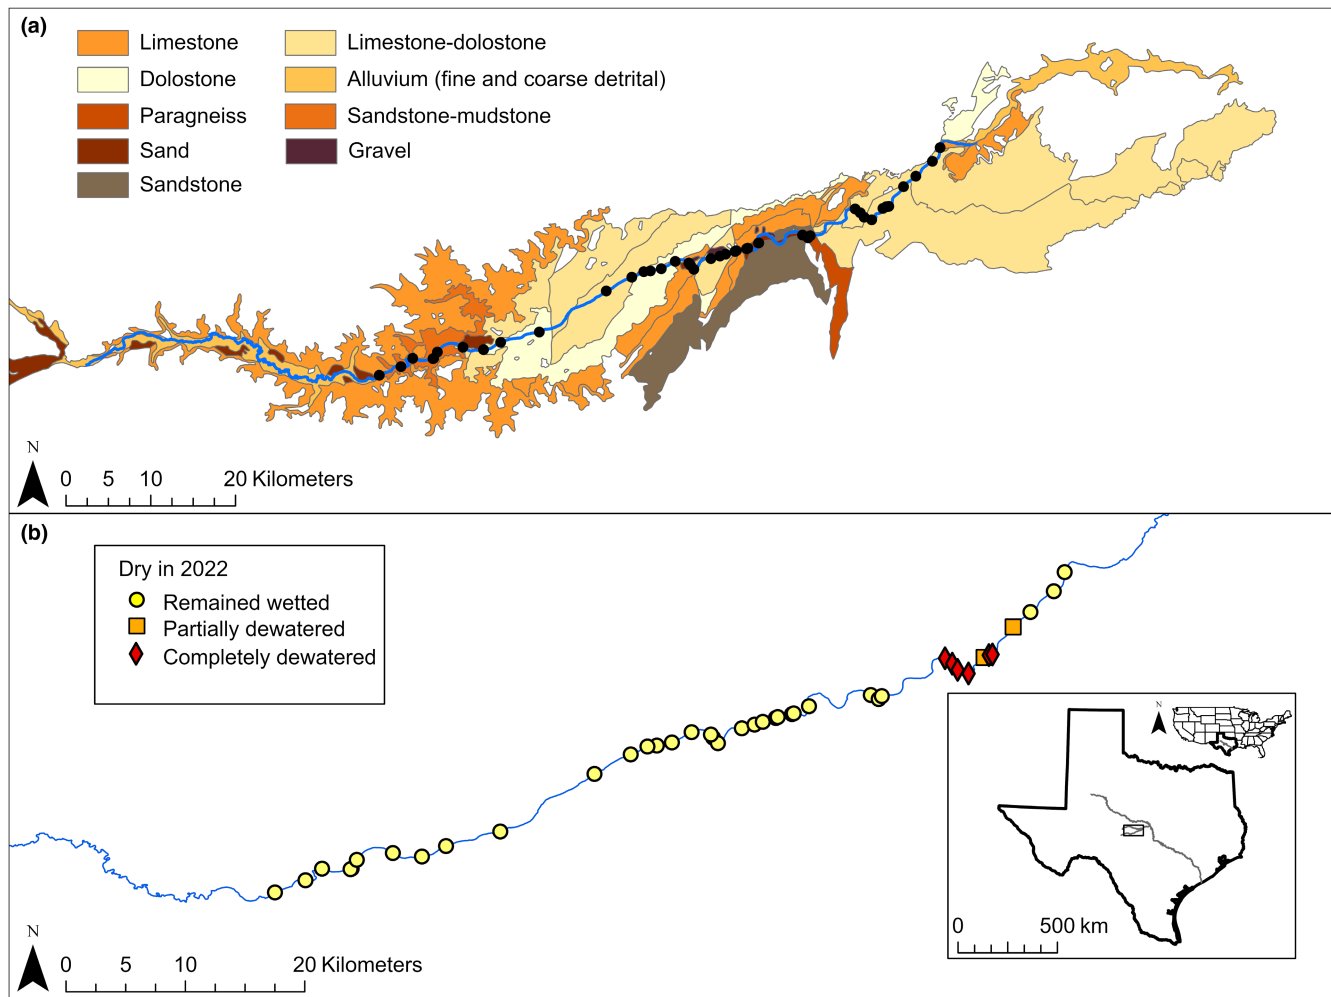 (a)
Limestone
Limestone-dolostone
Dolostone
Alluvium (fine and coarse detrital)
Paragneiss
Sandstone-mudstone
Sand
Gravel
Sandstone
N
0 5 10 20 Kilometers
(b)
Dry in 2022
Remained wetted
Partially dewatered
Completely dewatered
N
0 500 km
N
0 5 10 20 Kilometers